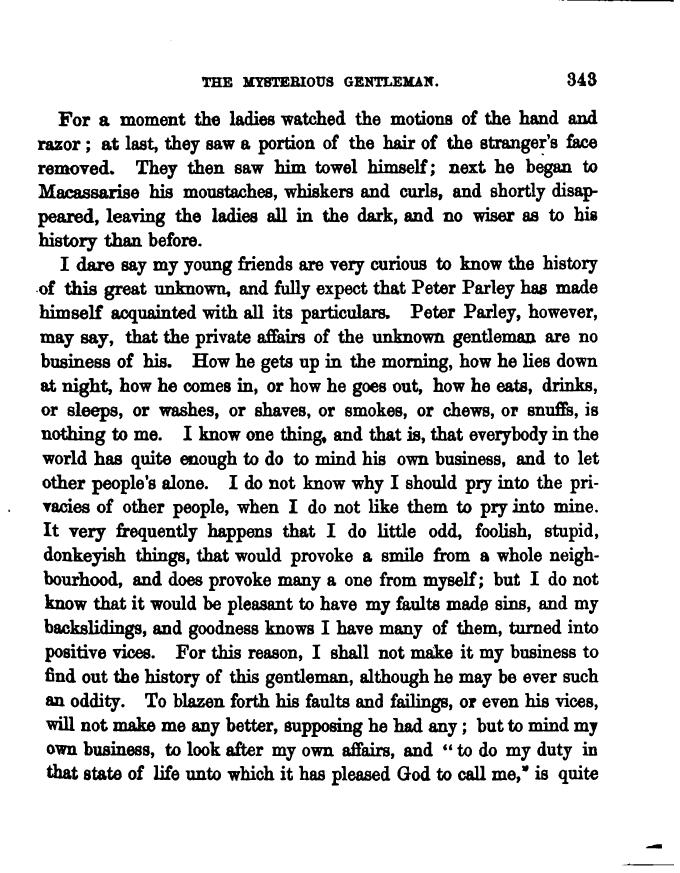 THE MYSTERIOUS GENTLEMAN. 343
For a moment the ladies watched the motions of the hand and
razor; at last, they saw a portion of the hair of the stranger's face
removed. They then saw him towel himself; next he began to
Macassarise his moustaches, whiskers and curls, and shortly disap-
peared, leaving the ladies all in the dark, and no wiser as to his
history than before.
I dare say my young friends are very curious to know the history
of this great unknown, and fully expect that Peter Parley has made
himself acquainted with all its particulars. Peter Parley, however,
may say, that the private affairs of the unknown gentleman are no
business of his. How he gets up in the morning, how he lies down
at night, how he comes in, or how he goes out, how he eats, drinks,
or sleeps, or washes, or shaves, or smokes, or chews, or snuffs, is
nothing to me. I know one thing, and that is, that everybody in the
world has quite enough to do to mind his own business, and to let
other people's alone. I do not know why I should pry into the pri-
vacies of other people, when I do not like them to pry into mine.
It very frequently happens that I do little odd, foolish, stupid,
donkeyish things, that would provoke a smile from a whole neigh-
bourhood, and does provoke many a one from myself; but I do not
know that it would be pleasant to have my faults made sins, and my
backslidings, and goodness knows I have many of them, turned into
positive vices. For this reason, I shall not make it my business to
find out the history of this gentleman, although he may be ever such
an oddity. To blazen forth his faults and failings, or even his vices,
will not make me any better, supposing he had any; but to mind my
own business, to look after my own affairs, and "to do my duty in
that state of life unto which it has pleased God to call me," is quite